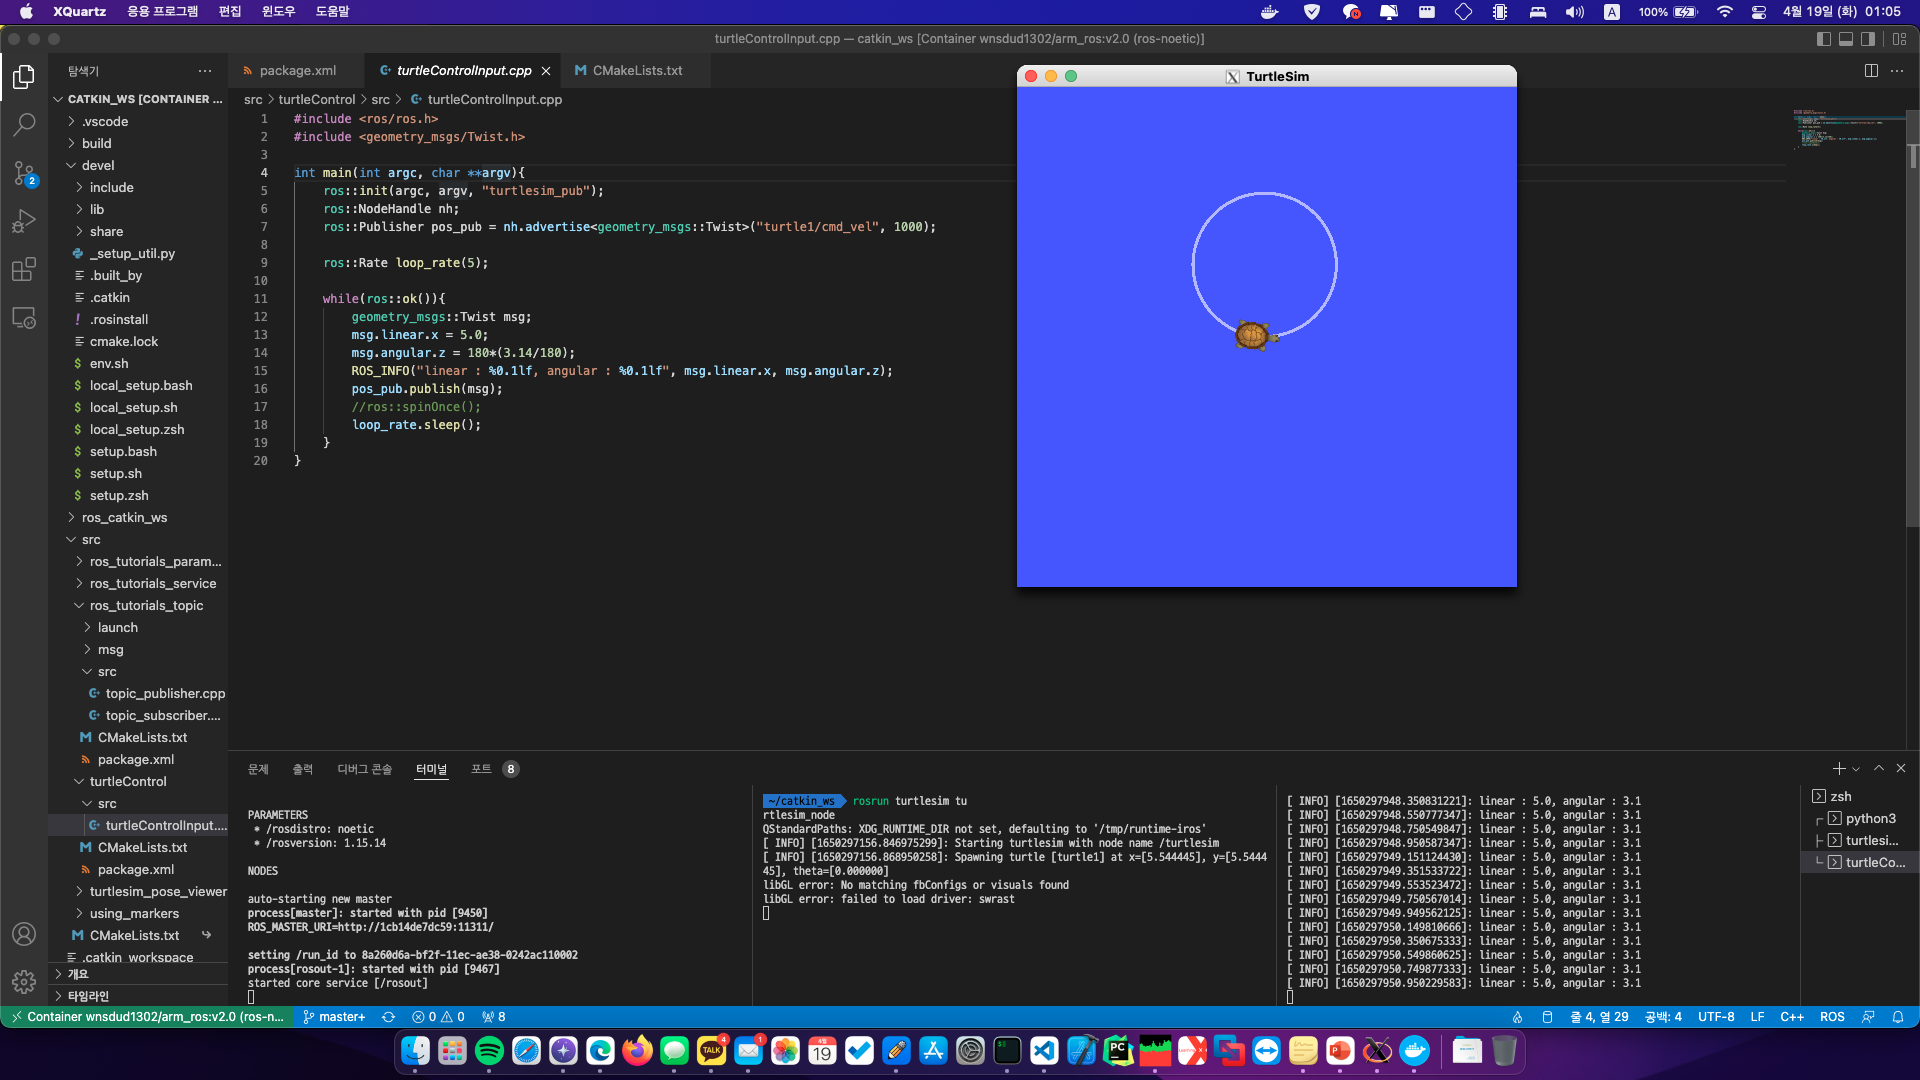 XQuartz 응용 프로그램 편집 윈도우 도움말
A 100% 4월 19일 (화) 01:05
turtleControlInput.cpp — catkin_ws [Container wnsdud1302/arm_ros:v2.0 (ros-noetic)]
탐색기 ···
package.xml
turtleControlInput.cpp
CMakeLists.txt
···
CATKIN_WS [CONTAINER ...
.vscode
build
devel
include
lib
share
_setup_util.py
.built_by
.catkin
.rosinstall
cmake.lock
env.sh
local_setup.bash
local_setup.sh
local_setup.zsh
setup.bash
setup.sh
setup.zsh
ros_catkin_ws
src
ros_tutorials_param...
ros_tutorials_service
ros_tutorials_topic
launch
msg
src
topic_publisher.cpp
topic_subscriber....
CMakeLists.txt
package.xml
turtleControl
src
turtleControlInput....
CMakeLists.txt
package.xml
turtlesim_pose_viewer
using_markers
CMakeLists.txt
.catkin_workspace
개요
타임라인
2
src > turtleControl > src > turtleControlInput.cpp
1 #include <ros/ros.h>
2 #include <geometry_msgs/Twist.h>
3
4 int main(int argc, char **argv){
5 ros::init(argc, argv, "turtlesim_pub");
6 ros::NodeHandle nh;
7 ros::Publisher pos_pub = nh.advertise<geometry_msgs::Twist>("turtle1/cmd_vel", 1000);
8
9 ros::Rate loop_rate(5);
10
11 while(ros::ok()){
12 geometry_msgs::Twist msg;
13 msg.linear.x = 5.0;
14 msg.angular.z = 180*(3.14/180);
15 ROS_INFO("linear : %0.1lf, angular : %0.1lf", msg.linear.x, msg.angular.z);
16 pos_pub.publish(msg);
17 //ros::spinOnce();
18 loop_rate.sleep();
19 }
20 }
X TurtleSim
문제 출력 디버그 콘솔 터미널 포트 8
PARAMETERS
* /rosdistro: noetic
* /rosversion: 1.15.14
NODES
auto-starting new master
process[master]: started with pid [9450]
ROS_MASTER_URI=http://1cb14de7dc59:11311/
setting /run_id to 8a260d6a-bf2f-11ec-ae38-0242ac110002
process[rosout-1]: started with pid [9467]
started core service [/rosout]
~/catkin_ws rosrun turtlesim tu
rtlesim_node
QStandardPaths: XDG_RUNTIME_DIR not set, defaulting to '/tmp/runtime-iros'
[ INFO] [1650297156.846975299]: Starting turtlesim with node name /turtlesim
[ INFO] [1650297156.868950258]: Spawning turtle [turtle1] at x=[5.544445], y=[5.5444
45], theta=[0.000000]
libGL error: No matching fbConfigs or visuals found
libGL error: failed to load driver: swrast
[ INFO] [1650297948.350831221]: linear : 5.0, angular : 3.1
[ INFO] [1650297948.550777347]: linear : 5.0, angular : 3.1
[ INFO] [1650297948.750549847]: linear : 5.0, angular : 3.1
[ INFO] [1650297948.950587347]: linear : 5.0, angular : 3.1
[ INFO] [1650297949.151124430]: linear : 5.0, angular : 3.1
[ INFO] [1650297949.351533722]: linear : 5.0, angular : 3.1
[ INFO] [1650297949.553523472]: linear : 5.0, angular : 3.1
[ INFO] [1650297949.750567014]: linear : 5.0, angular : 3.1
[ INFO] [1650297949.949562125]: linear : 5.0, angular : 3.1
[ INFO] [1650297950.149810666]: linear : 5.0, angular : 3.1
[ INFO] [1650297950.350675333]: linear : 5.0, angular : 3.1
[ INFO] [1650297950.549860625]: linear : 5.0, angular : 3.1
[ INFO] [1650297950.749877333]: linear : 5.0, angular : 3.1
[ INFO] [1650297950.950229583]: linear : 5.0, angular : 3.1
zsh
python3
turtlesi...
turtleCo...
Container wnsdud1302/arm_ros:v2.0 (ros-n... master+ 0 0 8
줄 4, 열 29 공백: 4 UTF-8 LF C++ ROS
TALK 4 1 4월 19 PC